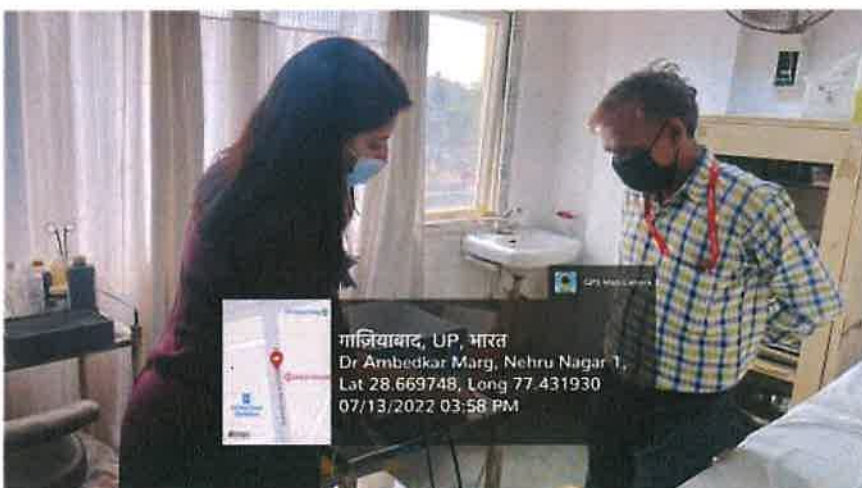 GPS Map Camera
गाज़ियाबाद, UP, भारत
Dr Ambedkar Marg, Nehru Nagar 1,
Lat 28.669748, Long 77.431930
07/13/2022 03:58 PM